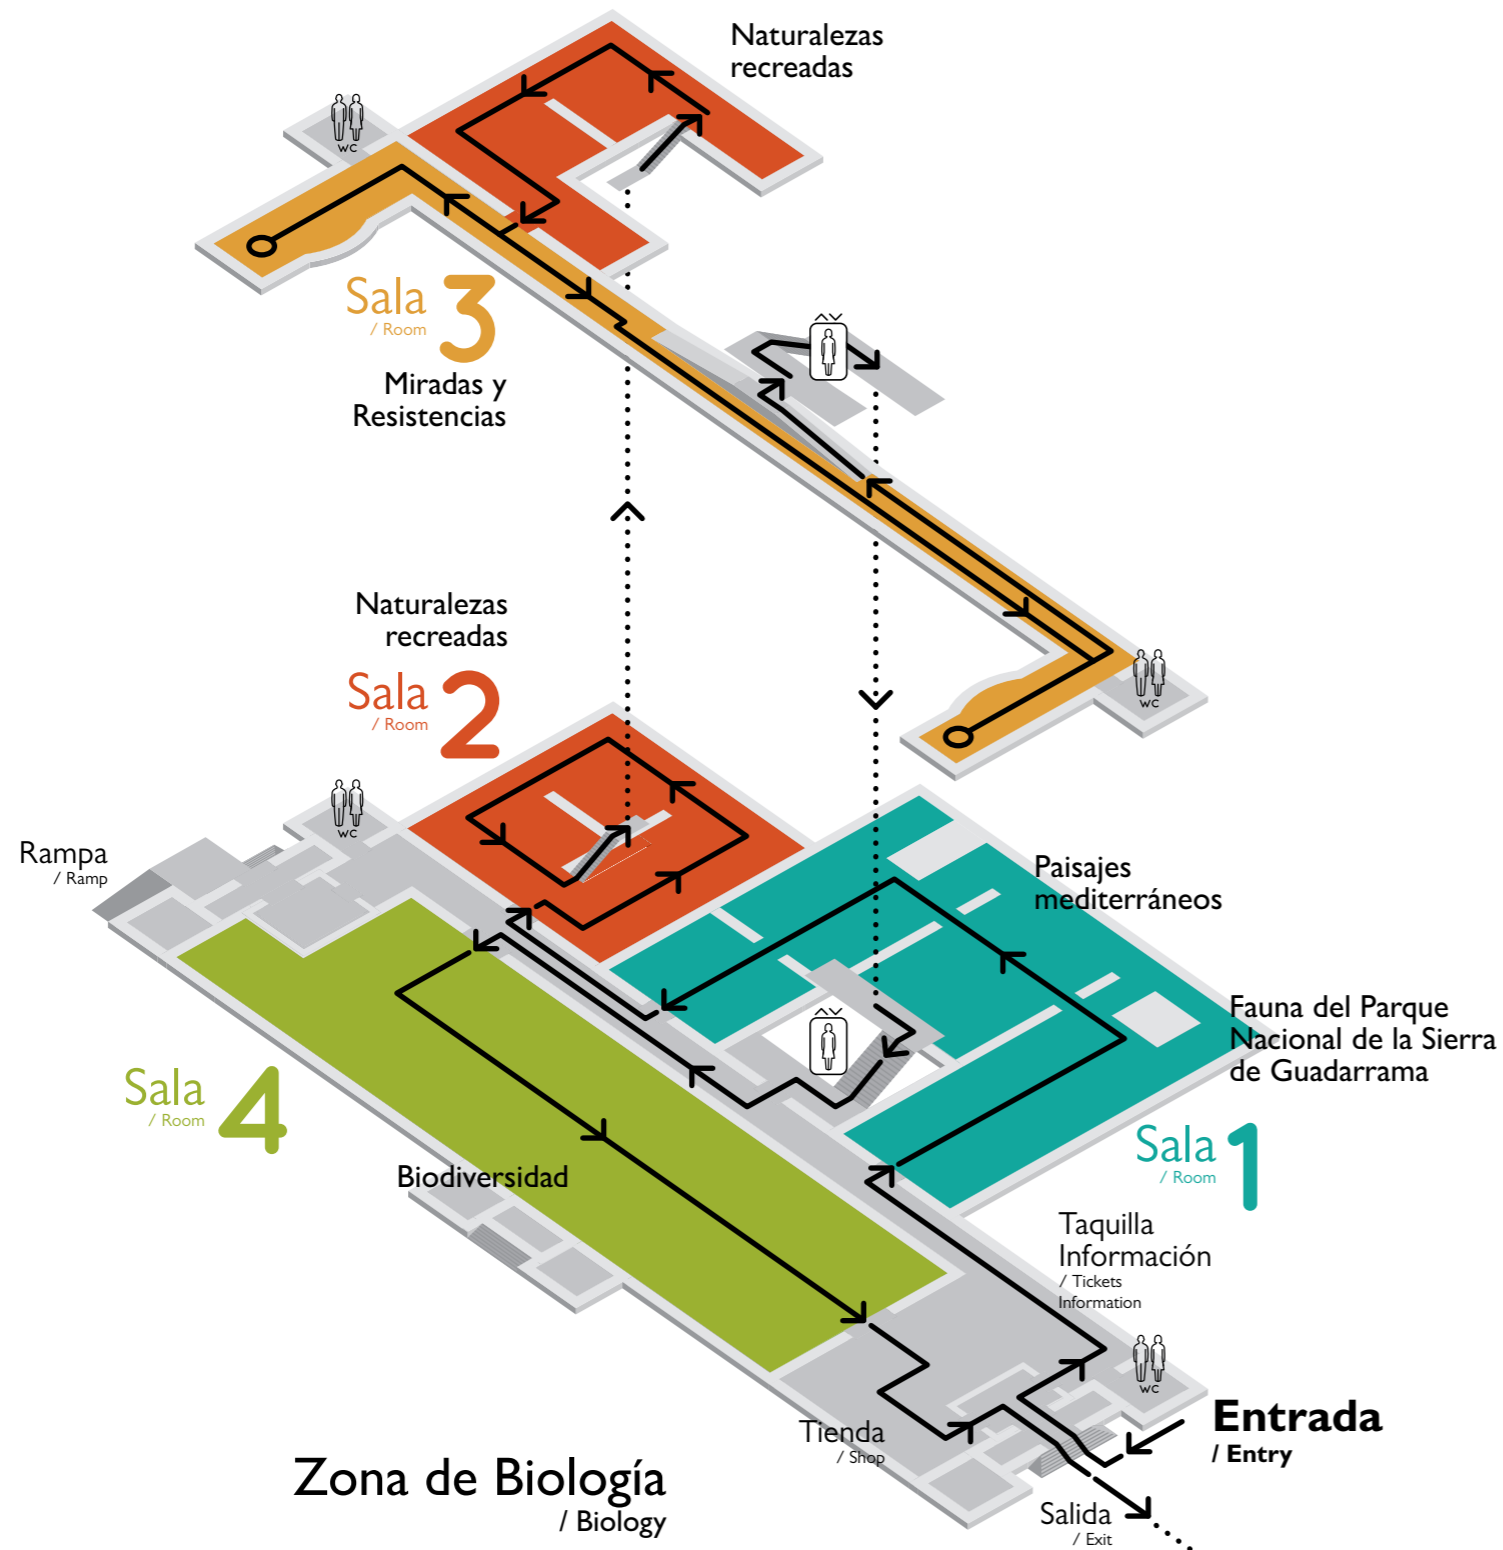 Naturalezas
recreadas
WC
Sala
/ Room
3
Miradas y
Resistencias
Naturalezas
recreadas
Sala
/ Room
2
WC
WC
Rampa
/ Ramp
Paisajes
mediterráneos
Fauna del Parque
Nacional de la Sierra
de Guadarrama
Sala
/ Room
4
Biodiversidad
Sala
/ Room
1
Taquilla
Información
/ Tickets
Information
WC
Entrada
/ Entry
Tienda
/ Shop
Zona de Biología
/ Biology
Salida
/ Exit